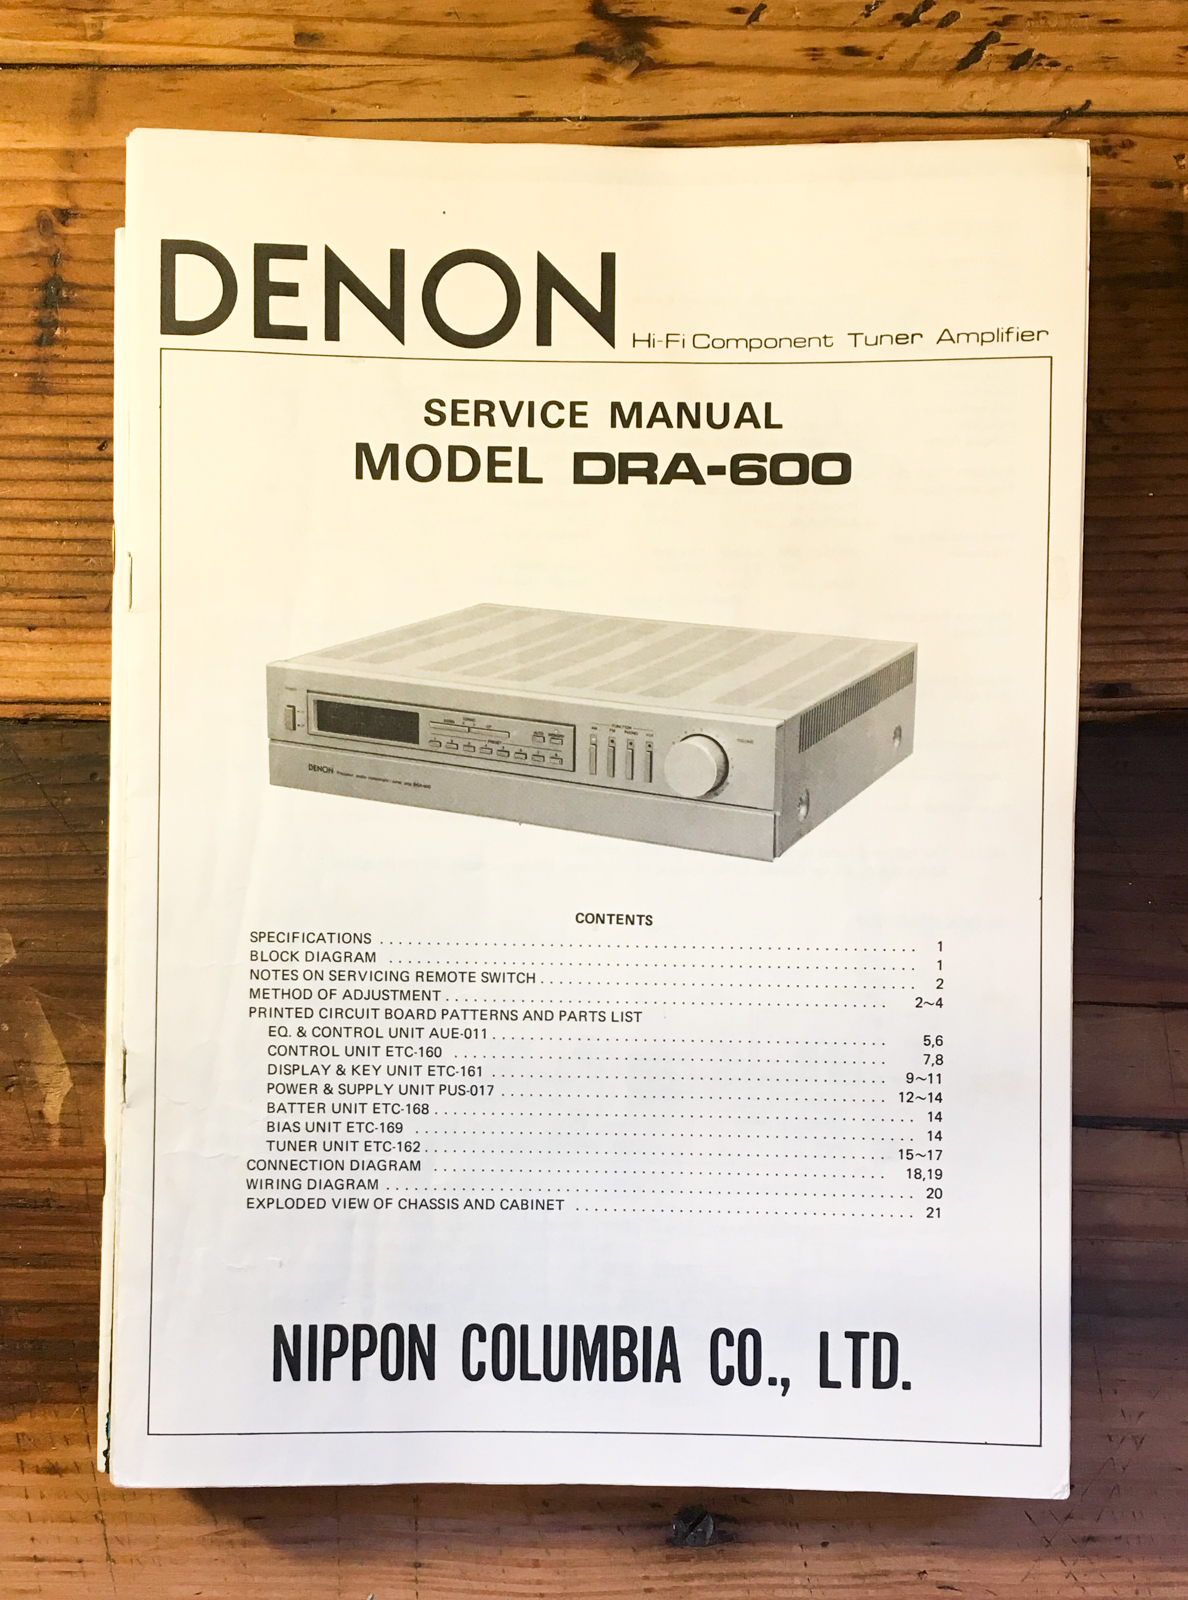 DENON
Hi-Fi Component Tuner Amplifier
SERVICE MANUAL
MODEL DRA-600
FUNCTION
VOLUME
DENON
DRA-600
CONTENTS
SPECIFICATIONS . . . . . . . . . . 1
BLOCK DIAGRAM . . . . . . . . . . 1
NOTES ON SERVICING REMOTE SWITCH . . . . . . . . . . 2
METHOD OF ADJUSTMENT . . . . . . . . . . 2~4
PRINTED CIRCUIT BOARD PATTERNS AND PARTS LIST
EQ. & CONTROL UNIT AUE-011 . . . . . . . . . . 5,6
CONTROL UNIT ETC-160 . . . . . . . . . . 7,8
DISPLAY & KEY UNIT ETC-161 . . . . . . . . . . 9~11
POWER & SUPPLY UNIT PUS-017 . . . . . . . . . . 12~14
BATTER UNIT ETC-168 . . . . . . . . . . 14
BIAS UNIT ETC-169 . . . . . . . . . . 14
TUNER UNIT ETC-162 . . . . . . . . . . 15~17
CONNECTION DIAGRAM . . . . . . . . . . 18,19
WIRING DIAGRAM . . . . . . . . . . 20
EXPLODED VIEW OF CHASSIS AND CABINET . . . . . . . . . . 21
NIPPON COLUMBIA CO., LTD.